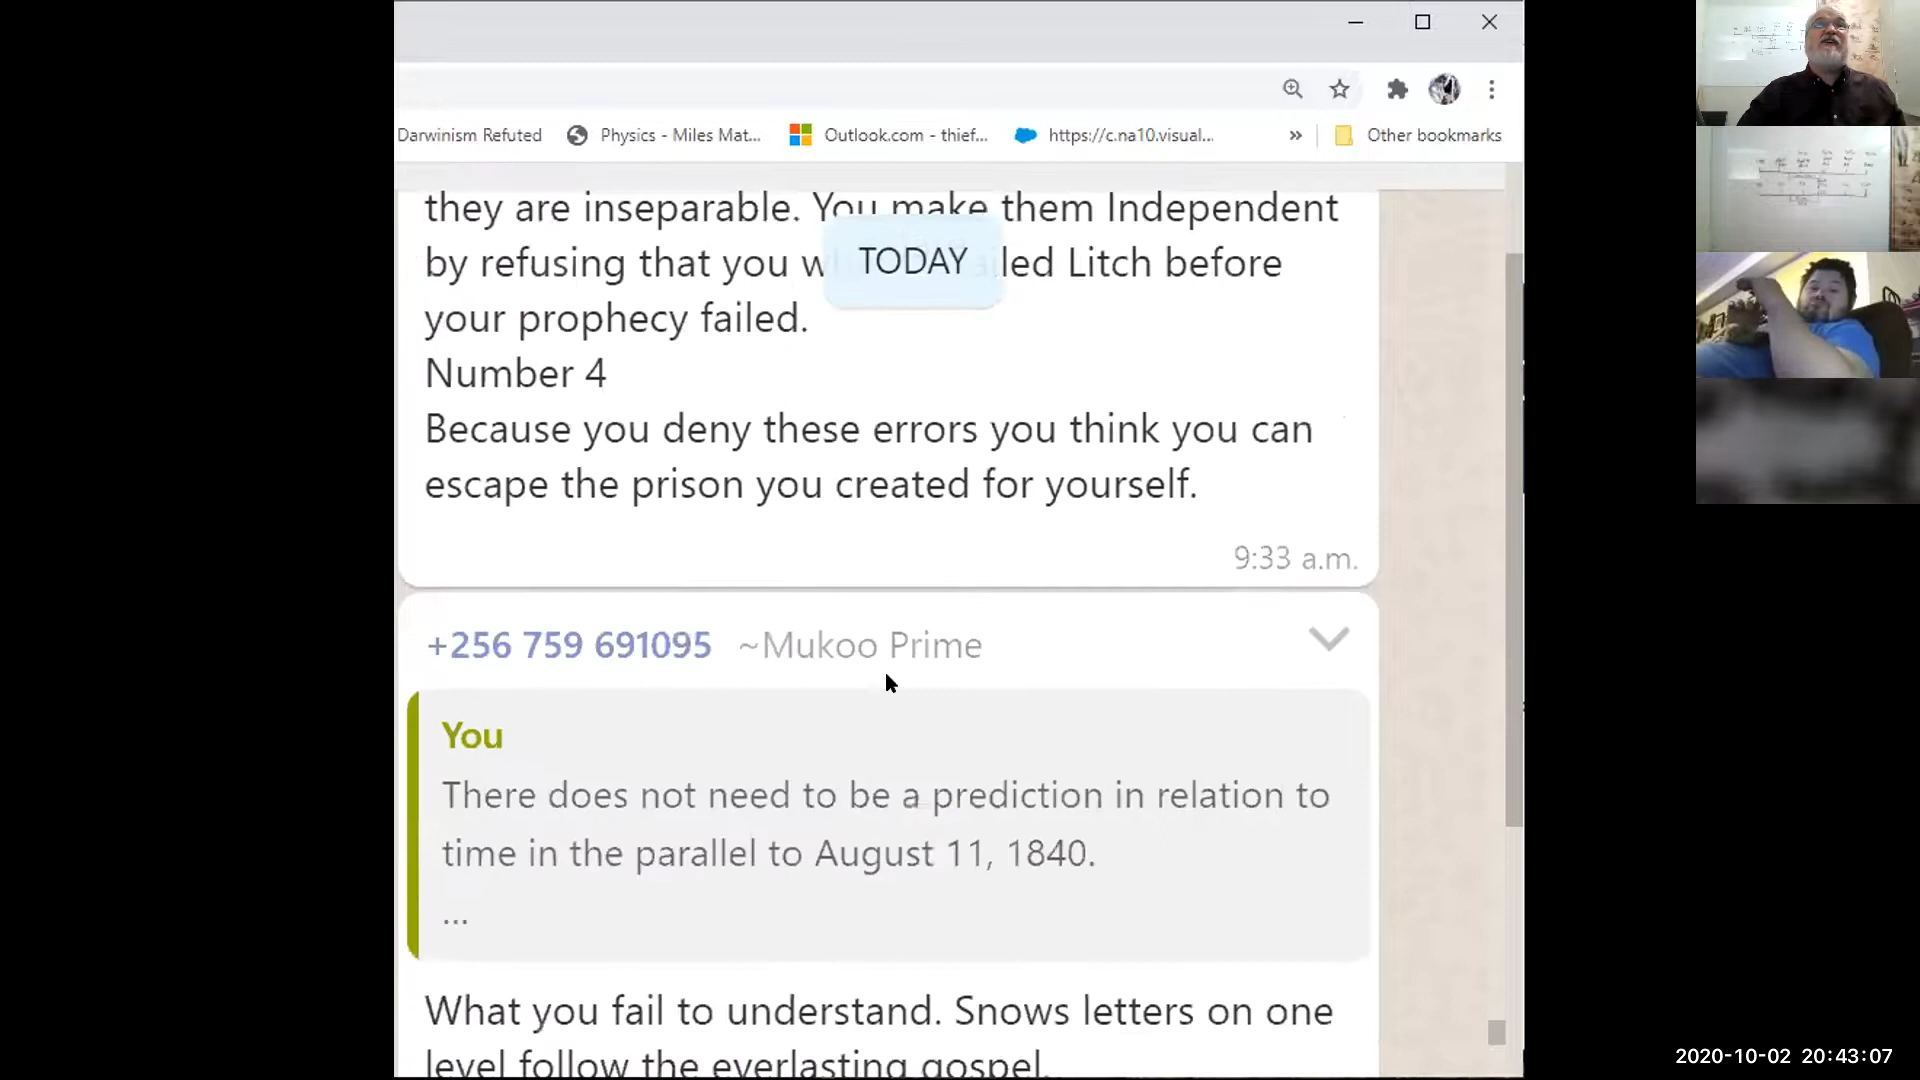 Darwinism Refuted Physics - Miles Mat... Outlook.com - thief... https://c.na10.visual... » Other bookmarks
they are inseparable. You make them Independent
by refusing that you led Litch before
TODAY
your prophecy failed.
Number 4
Because you deny these errors you think you can
escape the prison you created for yourself.
9:33 a.m.
+256 759 691095 ~Mukoo Prime
You
There does not need to be a prediction in relation to
time in the parallel to August 11, 1840.
...
What you fail to understand. Snows letters on one
level follow the everlasting gospel.
2020-10-02 20:43:07